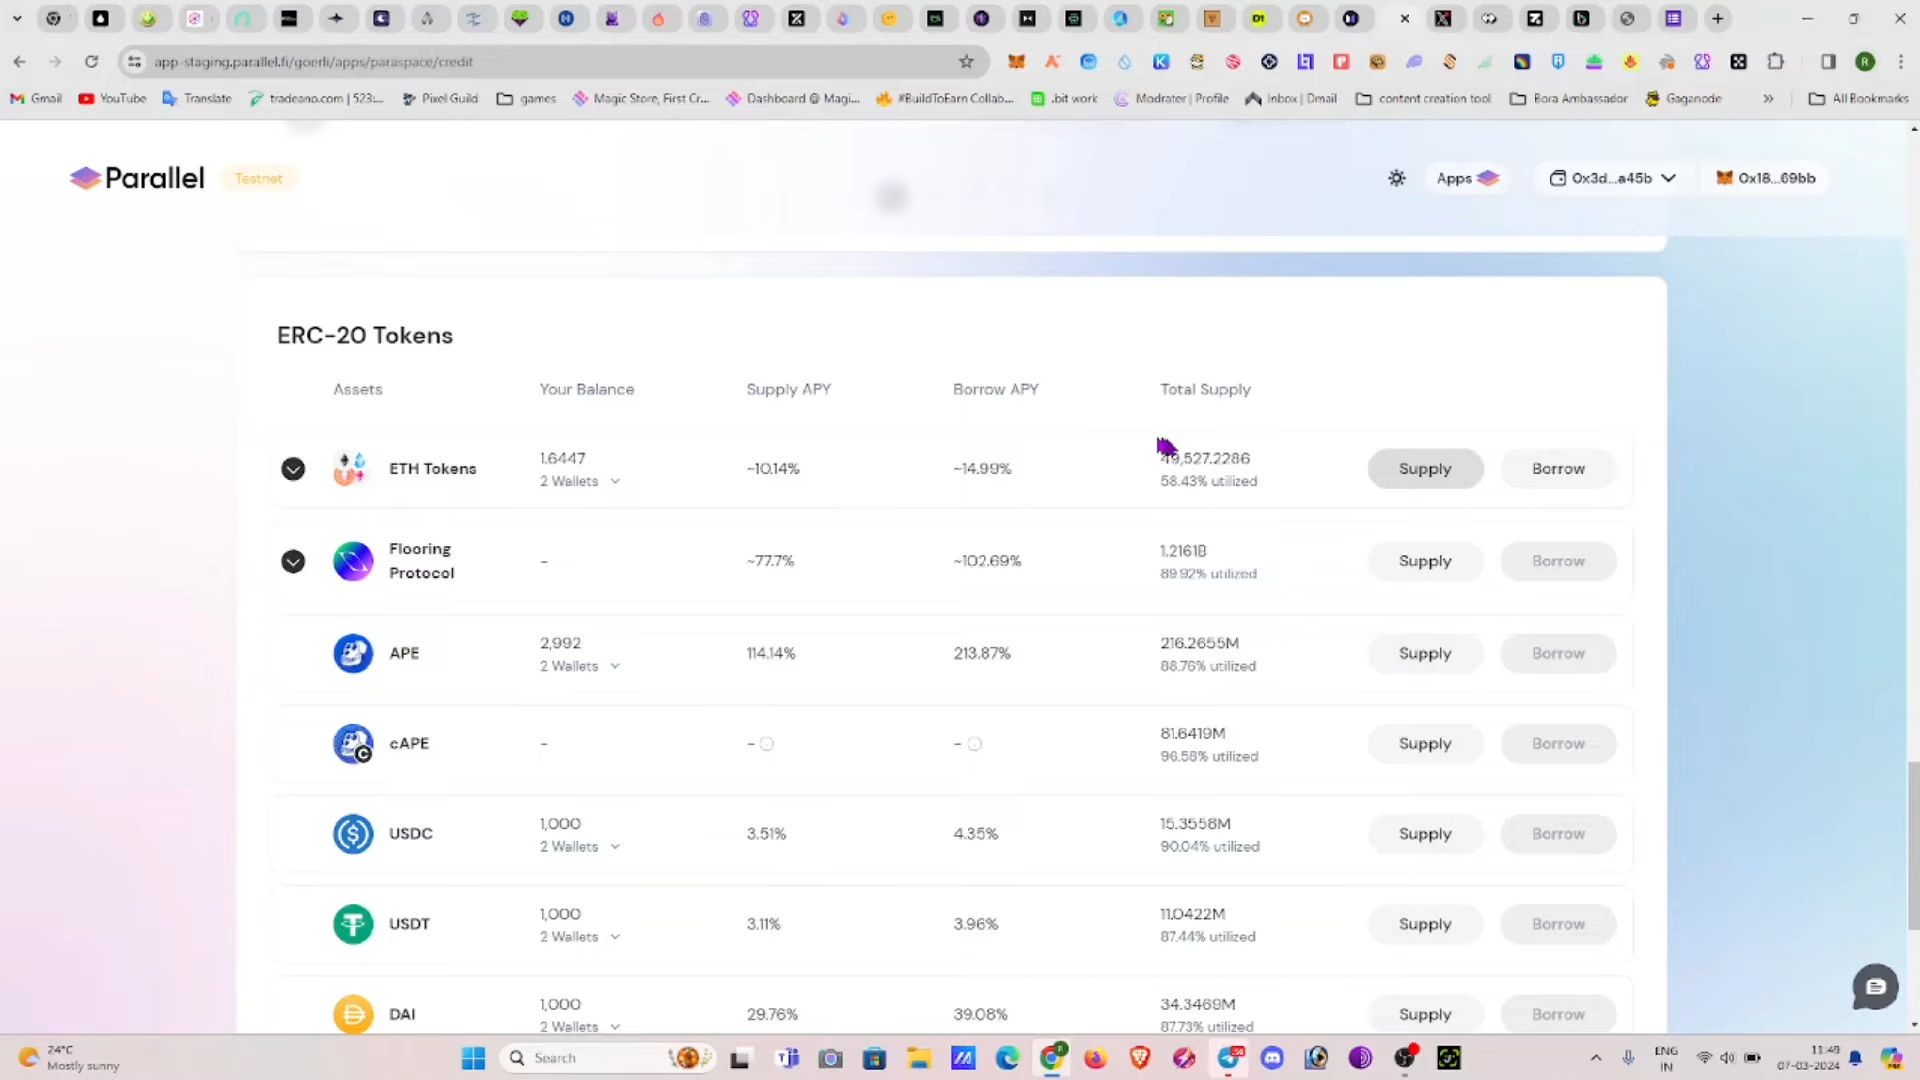 app-staging.parallel.fi/goerli/apps/paraspace/credit
Gmail YouTube Translate tradeano.com | 523:... Pixel Guild games Magic Store, First Cr... Dashboard @ Magi... #BuildToEarn Collab... .bit work Modrater | Profile Inbox | Dmail content creation tool Bora Ambassador Gaganode » All Bookmarks
Parallel Testnet Apps 0x3d...a45b 0x18...69bb
ERC-20 Tokens
Assets Your Balance Supply APY Borrow APY Total Supply
ETH Tokens 1.6447 ~10.14% ~14.99% 49,527.2286 Supply Borrow
2 Wallets 58.43% utilized
Flooring Protocol - ~77.7% ~102.69% 1.2161B Supply Borrow
89.92% utilized
APE 2,992 114.14% 213.87% 216.2655M Supply Borrow
2 Wallets 88.76% utilized
cAPE - - - 81.6419M Supply Borrow
96.58% utilized
USDC 1,000 3.51% 4.35% 15.3558M Supply Borrow
2 Wallets 90.04% utilized
USDT 1,000 3.11% 3.96% 11.0422M Supply Borrow
2 Wallets 87.44% utilized
DAI 1,000 29.76% 39.08% 34.3469M Supply Borrow
2 Wallets 87.73% utilized
24°C
Mostly sunny
Search
ENG
IN
11:49
07-03-2024